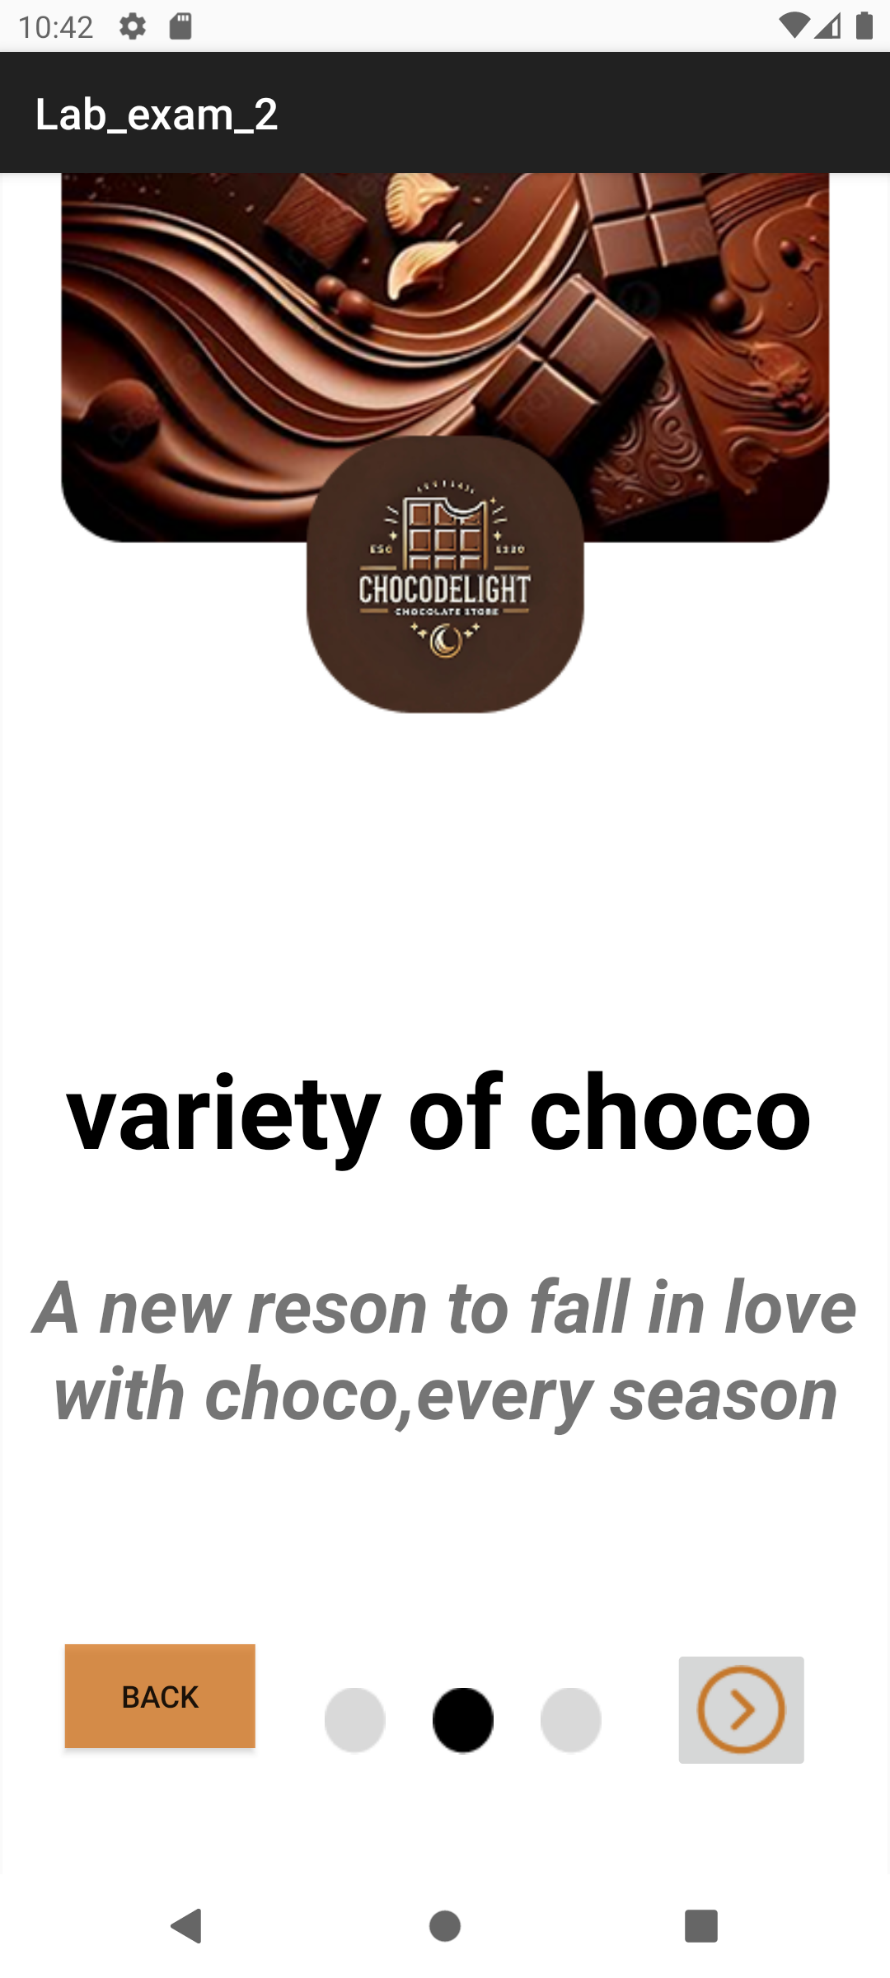 10:42
Lab_exam_2
CHOCODELIGHT
CHOCOLATE STORE
variety of choco
A new reson to fall in love
with choco,every season
BACK